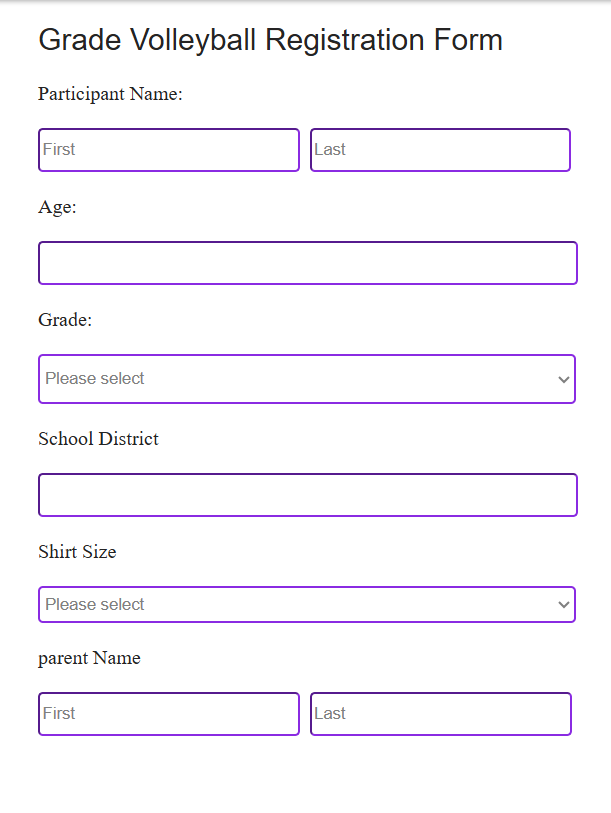 Grade Volleyball Registration Form
Participant Name:
First Last
Age:
Grade:
Please select
School District
Shirt Size
Please select
parent Name
First Last